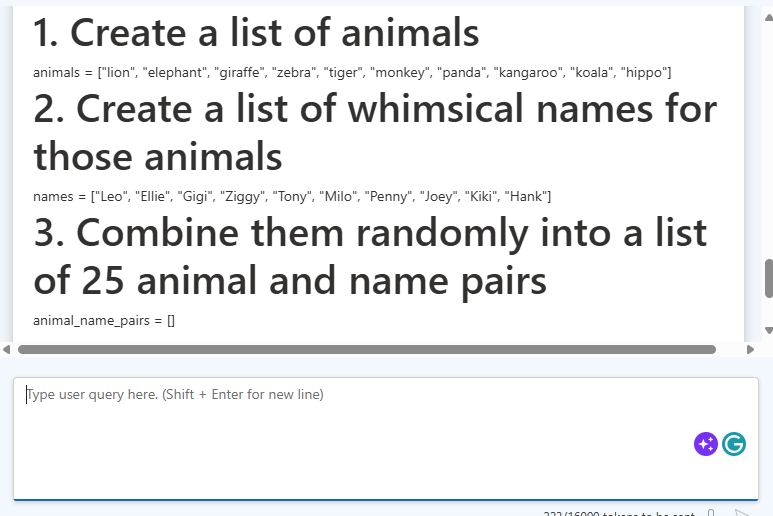 1. Create a list of animals
animals = ["lion", "elephant", "giraffe", "zebra", "tiger", "monkey", "panda", "kangaroo", "koala", "hippo"]
2. Create a list of whimsical names for
those animals
names = ["Leo", "Ellie", "Gigi", "Ziggy", "Tony", "Milo", "Penny", "Joey", "Kiki", "Hank"]
3. Combine them randomly into a list
of 25 animal and name pairs
animal_name_pairs = []
Type user query here. (Shift + Enter for new line)